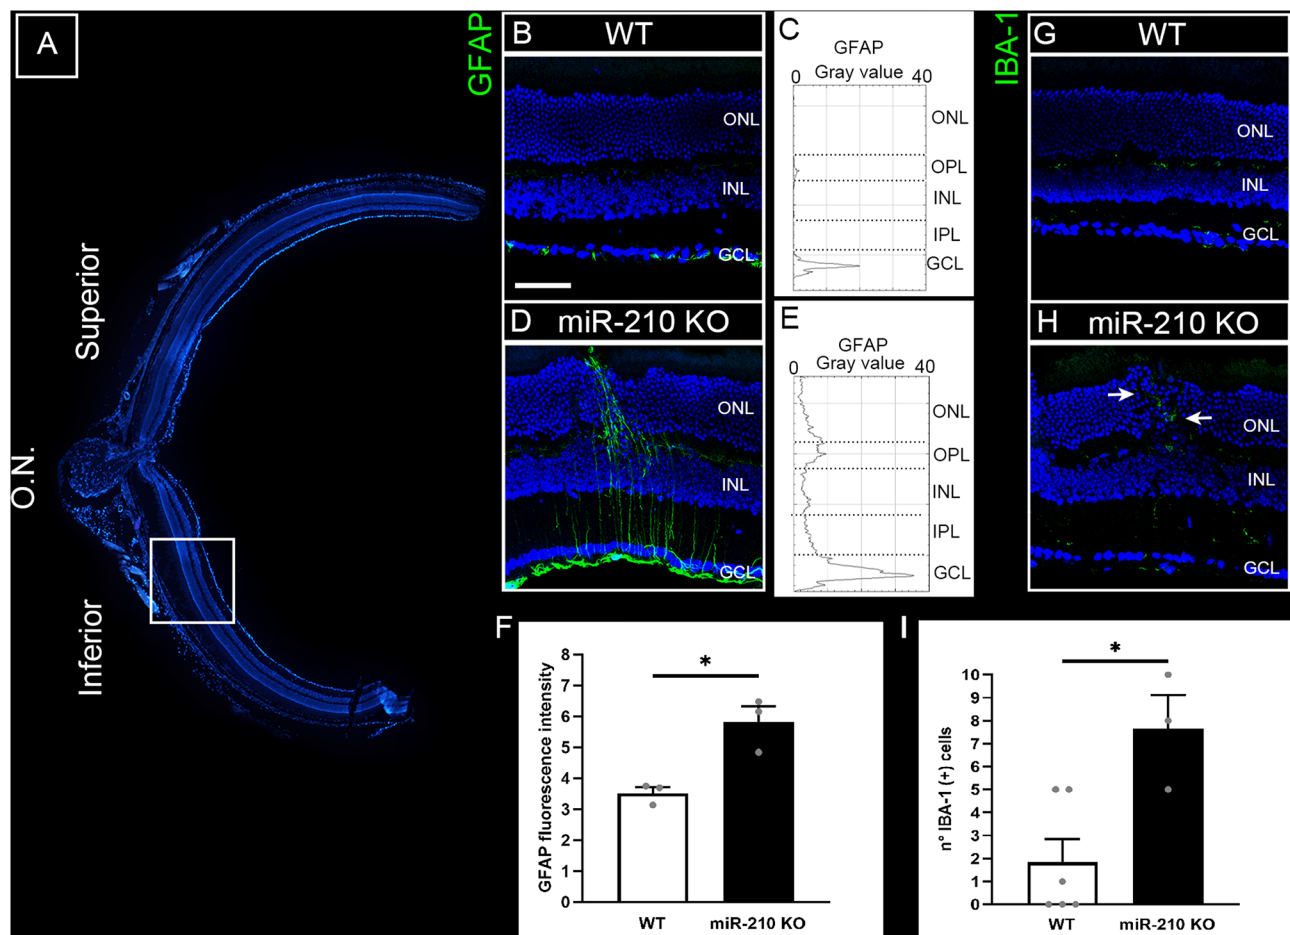 A
Superior
O.N.
Inferior
GFAP
B
WT
ONL
OPL
INL
GCL
C
GFAP
0 Gray value 40
ONL
OPL
INL
IPL
GCL
D
miR-210 KO
ONL
INL
GCL
E
GFAP
Gray value
0 40
ONL
OPL
INL
IPL
GCL
IBA-1
G
WT
ONL
INL
GCL
H
miR-210 KO
ONL
INL
GCL
F
*
GFAP fluorescence intensity
8
7
6
5
4
3
2
1
0
WT miR-210 KO
I
*
n° IBA-1 (+) cells
10
9
8
7
6
5
4
3
2
1
0
WT miR-210 KO